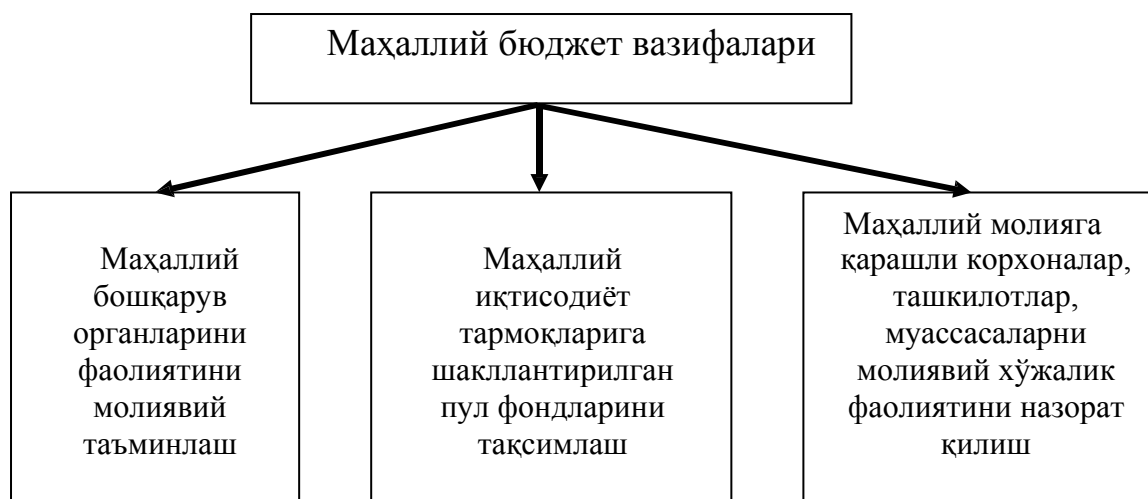 Маҳаллий бюджет вазифалари
Маҳаллий
бошқарув
органларини
фаолиятини
молиявий
таъминлаш
Маҳаллий
иқтисодиёт
тармоқларига
шакллантирилган
пул фондларини
тақсимлаш
Маҳаллий молияга
қарашли корхоналар,
ташкилотлар,
муассасаларни
молиявий хўжалик
фаолиятини назорат
қилиш